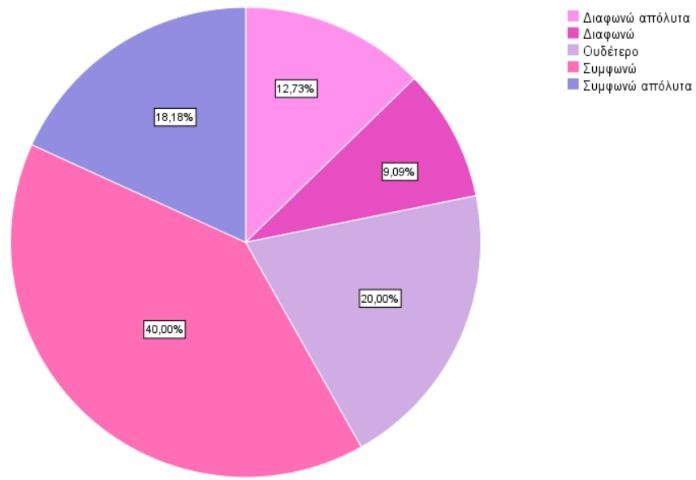 Διαφωνώ απόλυτα
Διαφωνώ
Ουδέτερο
Συμφωνώ
Συμφωνώ απόλυτα
12,73%
18,18%
9,09%
20,00%
40,00%